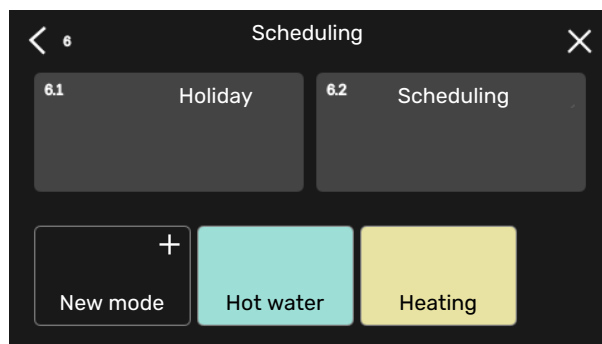 6 Scheduling
6.1 Holiday
6.2 Scheduling
New mode
Hot water
Heating